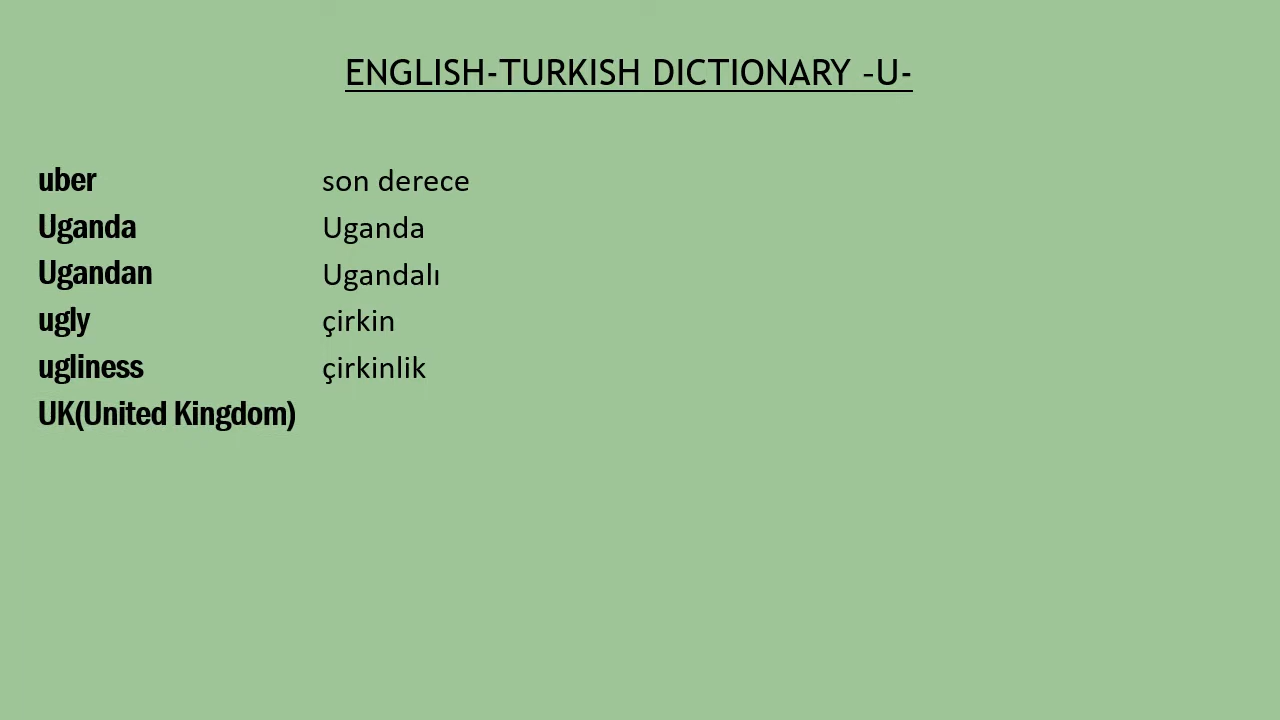 ENGLISH-TURKISH DICTIONARY –U-
uber son derece
Uganda Uganda
Ugandan Ugandalı
ugly çirkin
ugliness çirkinlik
UK(United Kingdom)